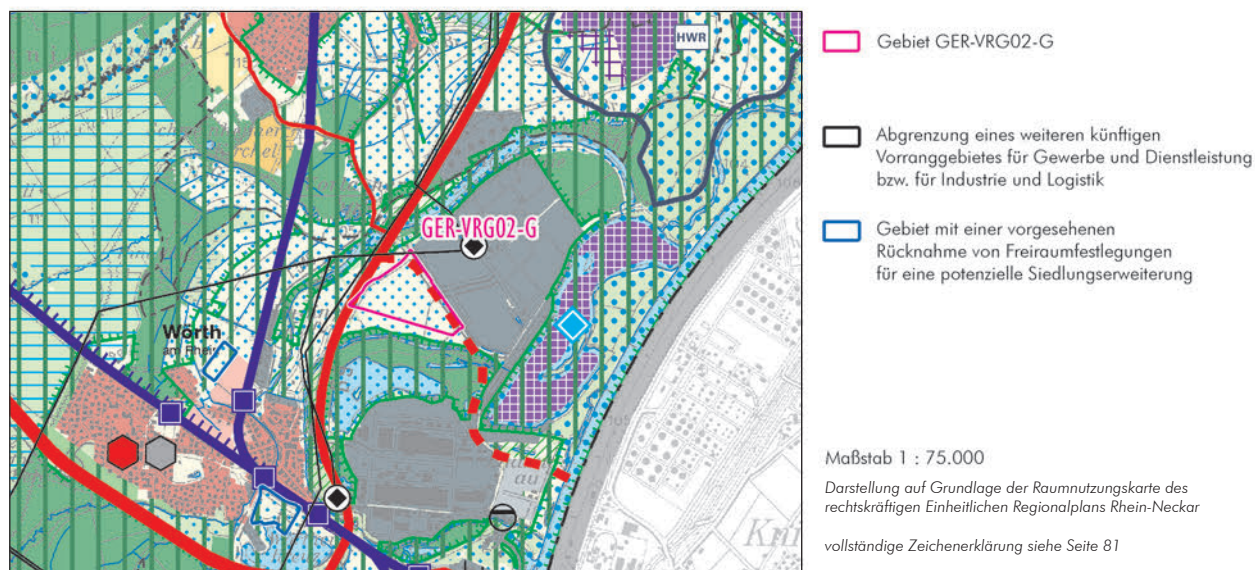 HWR
GER-VRG02-G
Wörth
am Rhein
Gebiet GER-VRG02-G
Abgrenzung eines weiteren künftigen
Vorranggebietes für Gewerbe und Dienstleistung
bzw. für Industrie und Logistik
Gebiet mit einer vorgesehenen
Rücknahme von Freiraumfestlegungen
für eine potenzielle Siedlungserweiterung
Maßstab 1 : 75.000
Darstellung auf Grundlage der Raumnutzungskarte des
rechtskräftigen Einheitlichen Regionalplans Rhein-Neckar
vollständige Zeichenerklärung siehe Seite 81